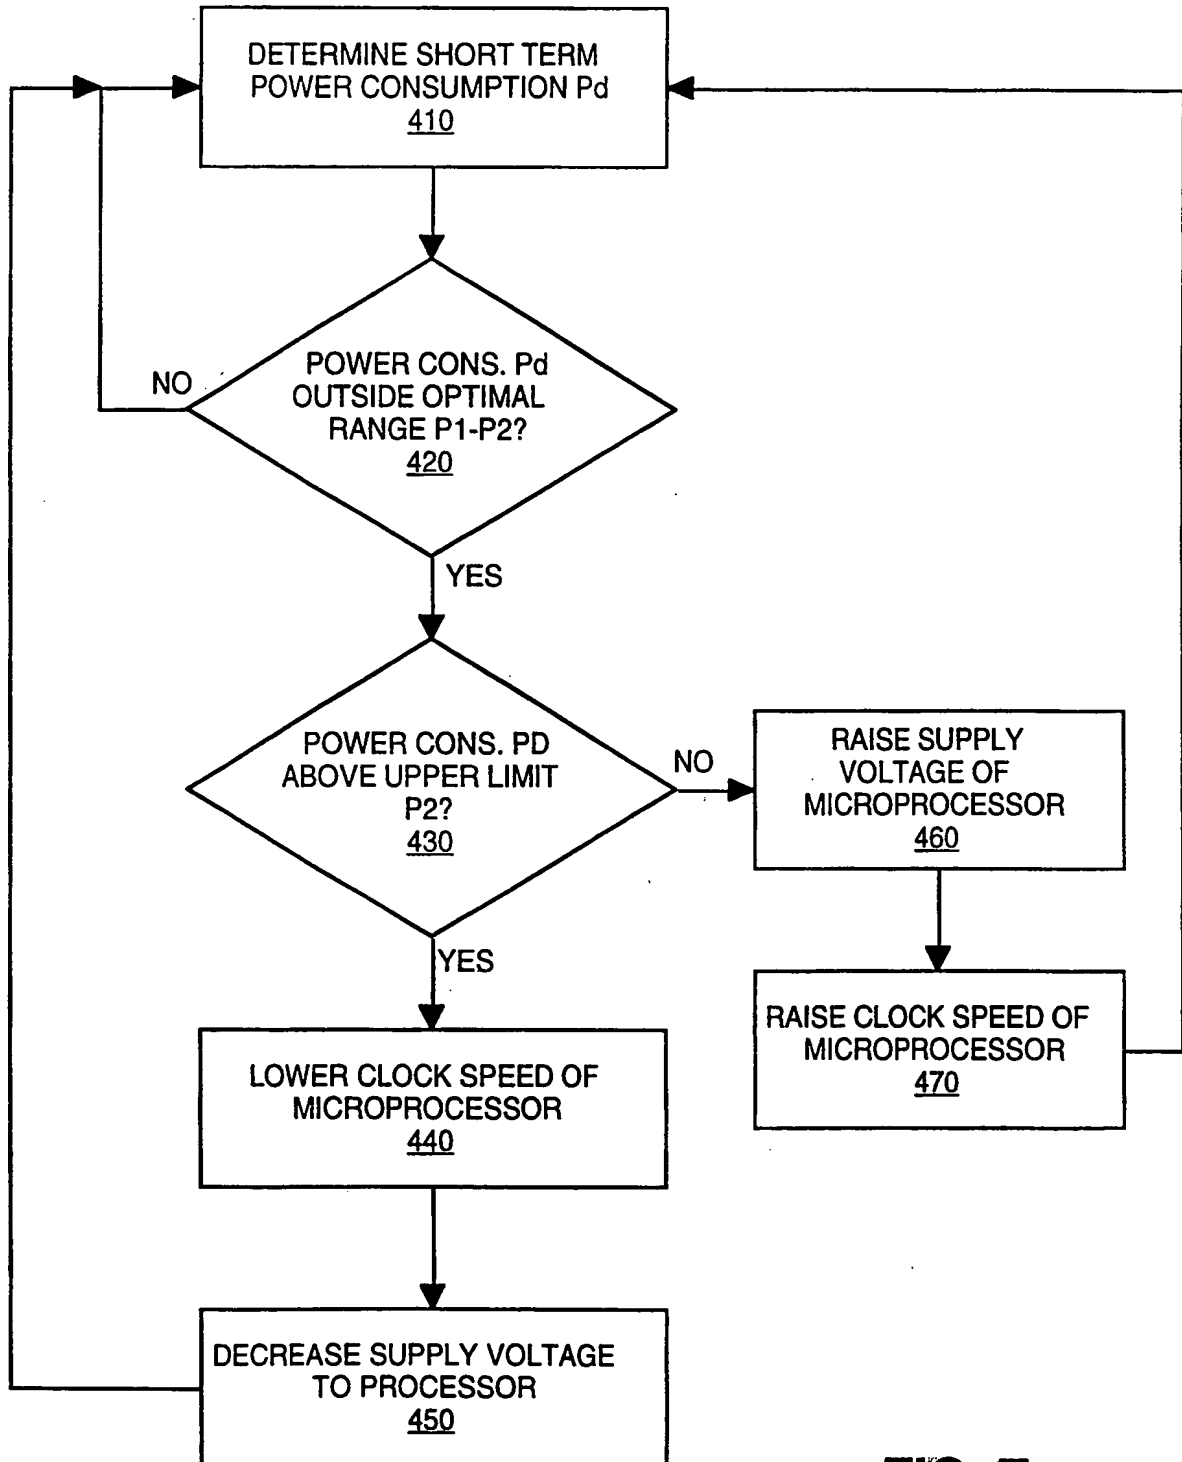 DETERMINE SHORT TERM
POWER CONSUMPTION Pd
410
POWER CONS. Pd
OUTSIDE OPTIMAL
RANGE P1-P2?
420
NO
YES
POWER CONS. PD
ABOVE UPPER LIMIT
P2?
430
NO
YES
RAISE SUPPLY
VOLTAGE OF
MICROPROCESSOR
460
RAISE CLOCK SPEED OF
MICROPROCESSOR
470
LOWER CLOCK SPEED OF
MICROPROCESSOR
440
DECREASE SUPPLY VOLTAGE
TO PROCESSOR
450